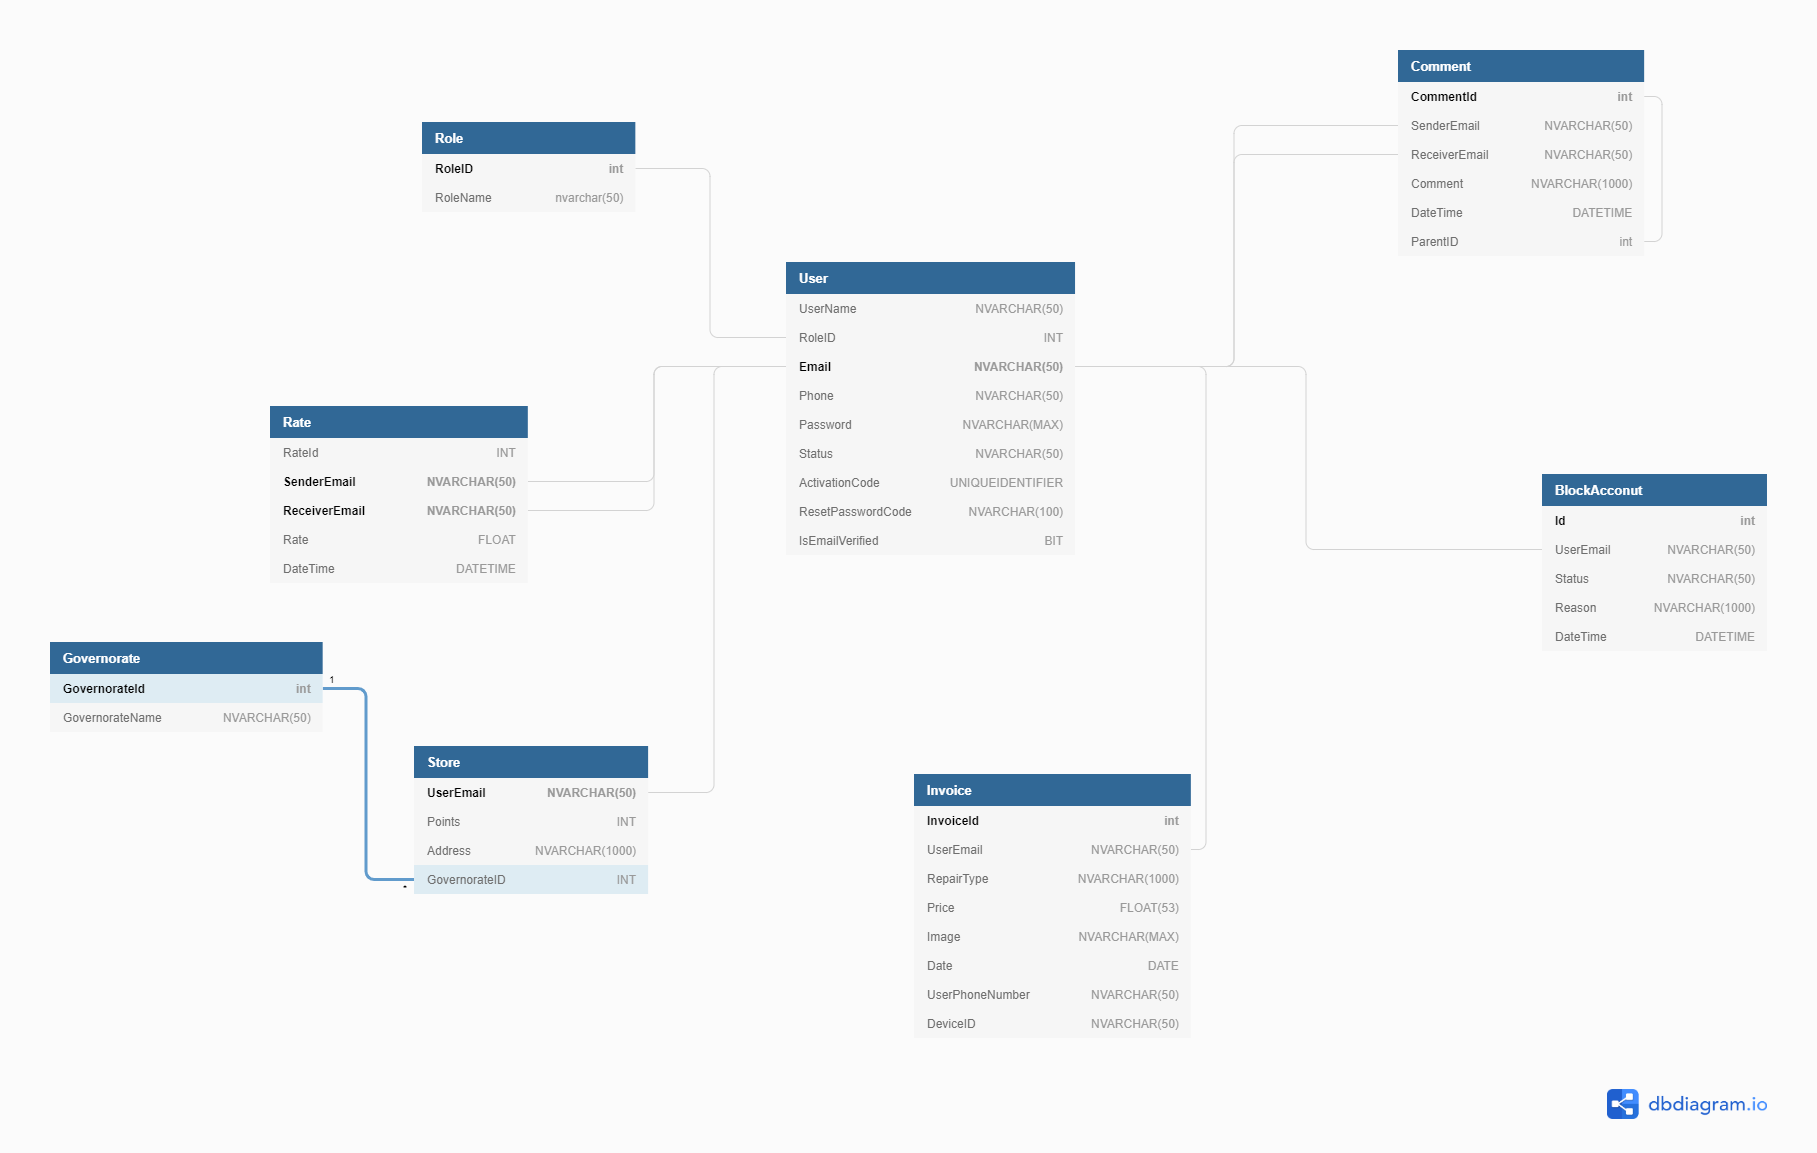 Comment
CommentId int
SenderEmail NVARCHAR(50)
ReceiverEmail NVARCHAR(50)
Comment NVARCHAR(1000)
DateTime DATETIME
ParentID int
Role
RoleID int
RoleName nvarchar(50)
User
UserName NVARCHAR(50)
RoleID INT
Email NVARCHAR(50)
Phone NVARCHAR(50)
Password NVARCHAR(MAX)
Status NVARCHAR(50)
ActivationCode UNIQUEIDENTIFIER
ResetPasswordCode NVARCHAR(100)
IsEmailVerified BIT
Rate
RateId INT
SenderEmail NVARCHAR(50)
ReceiverEmail NVARCHAR(50)
Rate FLOAT
DateTime DATETIME
BlockAcconut
Id int
UserEmail NVARCHAR(50)
Status NVARCHAR(50)
Reason NVARCHAR(1000)
DateTime DATETIME
Governorate
GovernorateId int
GovernorateName NVARCHAR(50)
1
*
Store
UserEmail NVARCHAR(50)
Points INT
Address NVARCHAR(1000)
GovernorateID INT
Invoice
InvoiceId int
UserEmail NVARCHAR(50)
RepairType NVARCHAR(1000)
Price FLOAT(53)
Image NVARCHAR(MAX)
Date DATE
UserPhoneNumber NVARCHAR(50)
DeviceID NVARCHAR(50)
dbdiagram.io